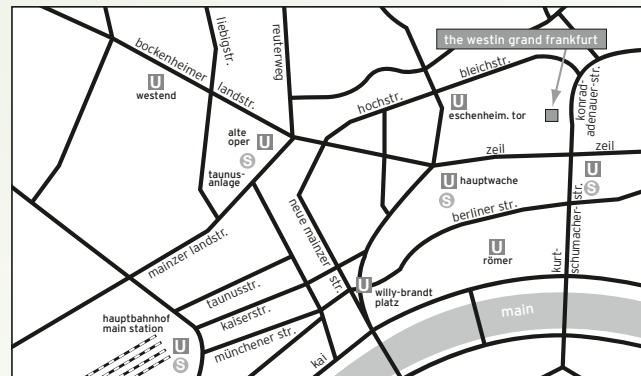 the westin grand frankfurt
bockenheimer
landstr.
liebigstr.
reuterweg
bleichstr.
hochstr.
konrad-
adenauer-str.
U
westend
U
eschenheim. tor
alte
oper
U
S
taunus-
anlage
zeil
zeil
U
S
U hauptwache
S
berliner str.
neue mainzer
str.
mainzer landstr.
U
römer
kurt-
schumacher-
str.
taunusstr.
U
willy-brandt
platz
kaiserstr.
hauptbahnhof
main station
U
S
münchener str.
main
kai